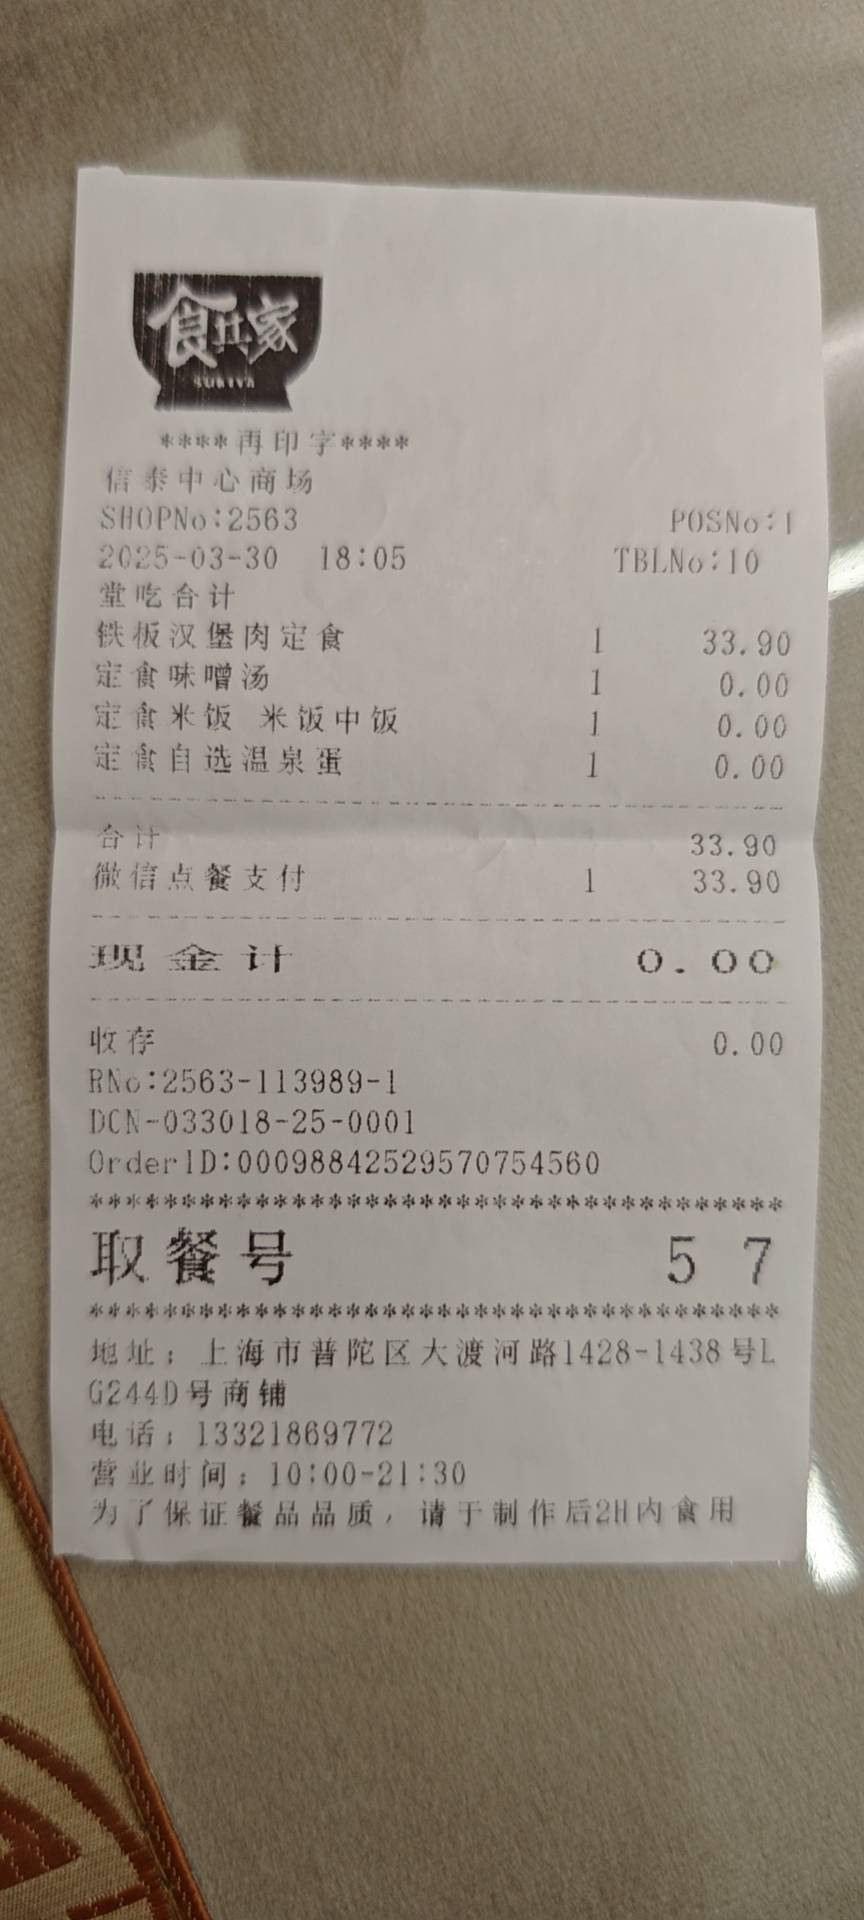 食其家
SUKIYA
****再印字****
信泰中心商场
SHOPNo:2563 POSNo:1
2025-03-30 18:05 TBLNo:10
堂吃合计
铁板汉堡肉定食 1 33.90
定食味噌汤 1 0.00
定食米饭 米饭中饭 1 0.00
定食自选温泉蛋 1 0.00
合计 33.90
微信点餐支付 1 33.90
现金计 0.00
收存 0.00
RNo:2563-113989-1
DCN-033018-25-0001
OrderID:00098842529570754560
**************************************
取餐号 57
**************************************
地址：上海市普陀区大渡河路1428-1438号L
G244D号商铺
电话：13321869772
营业时间：10:00-21:30
为了保证餐品品质，请于制作后2H内食用